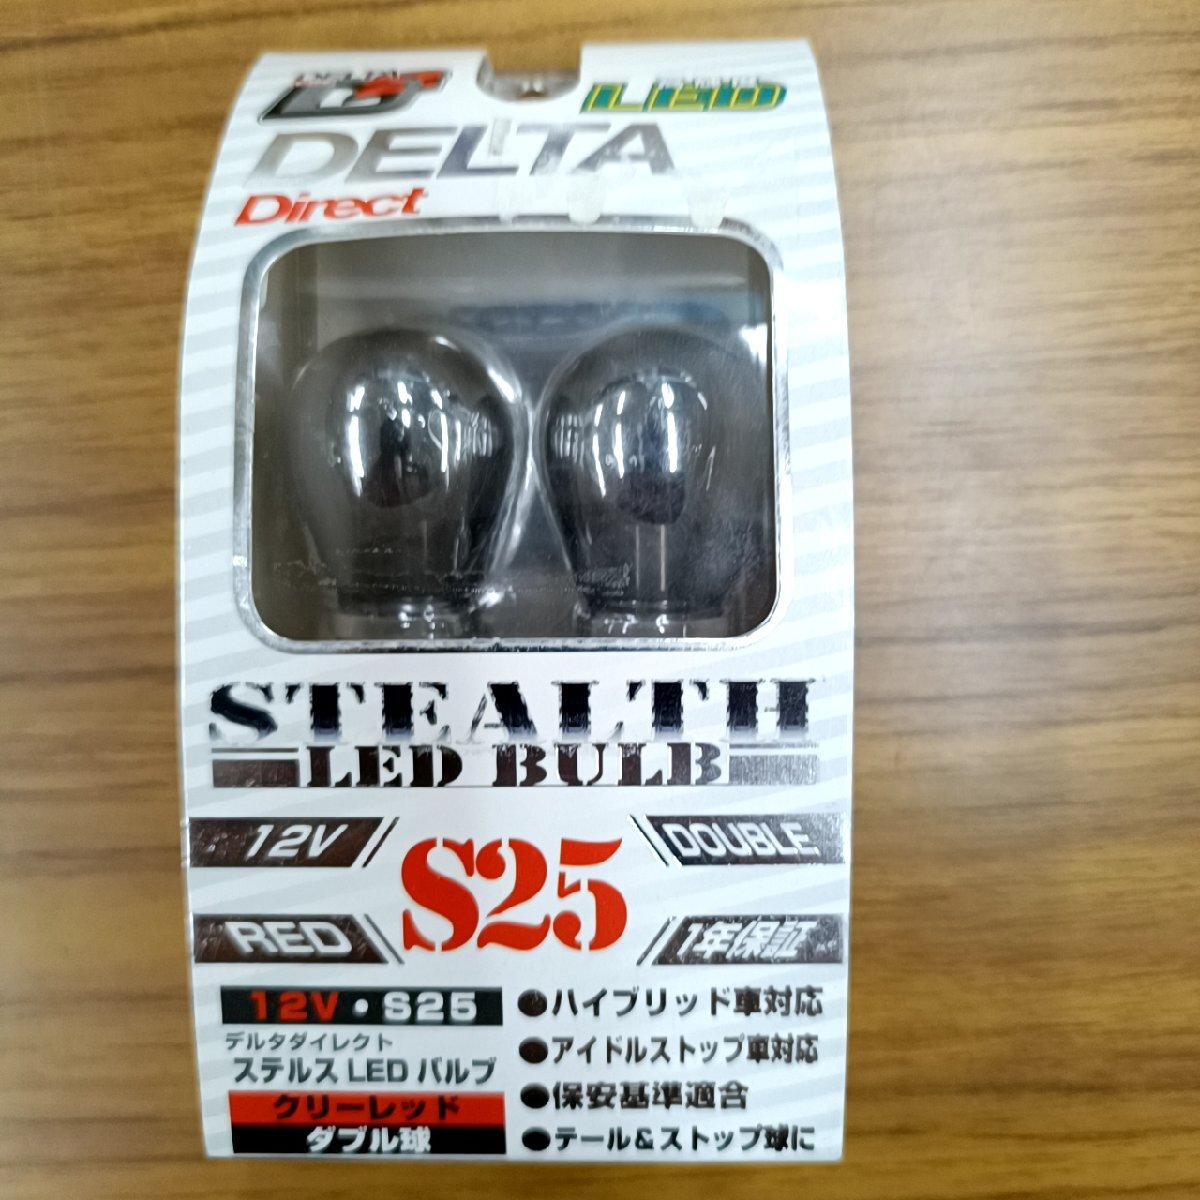 DELTA
LED
DELTA
Direct
STEALTH
LED BULB
12V
DOUBLE
S25
RED
1年保証
12V・S25
デルタダイレクト
ステルス LED バルブ
クリーレッド
ダブル球
●ハイブリッド車対応
●アイドルストップ車対応
●保安基準適合
●テール&ストップ球に